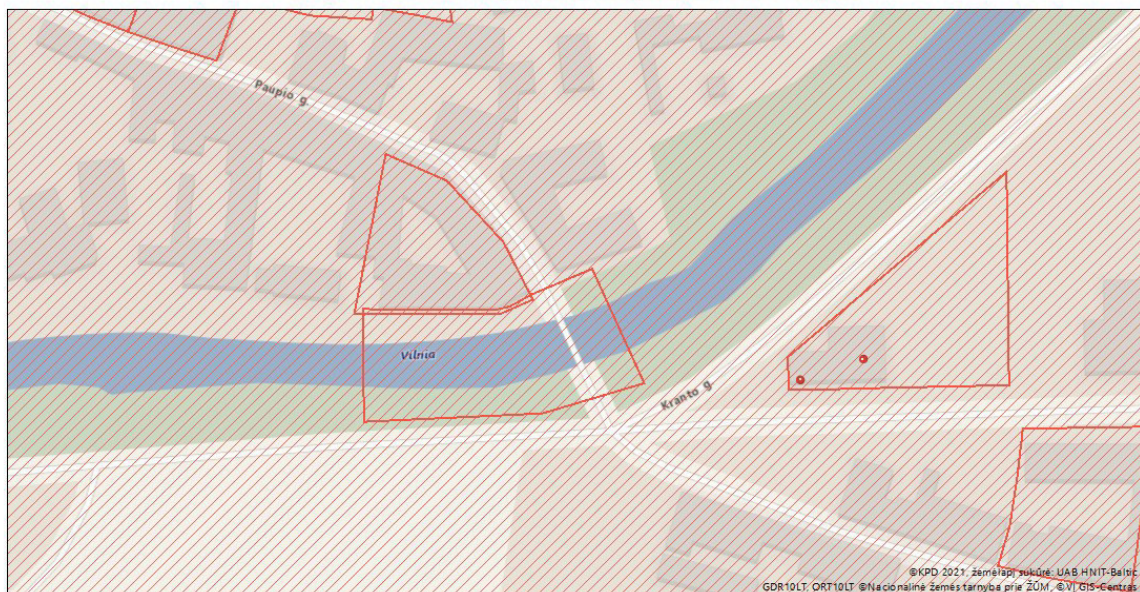 Paupio g.
Vilnia
Kranto g.
©KPD 2021, žemėlapį sukūrė: UAB HNIT-Baltic
GDR10LT, ORT10LT ©Nacionalinė žemės tarnyba prie ŽŪM, ©VĮ GIS-Centras